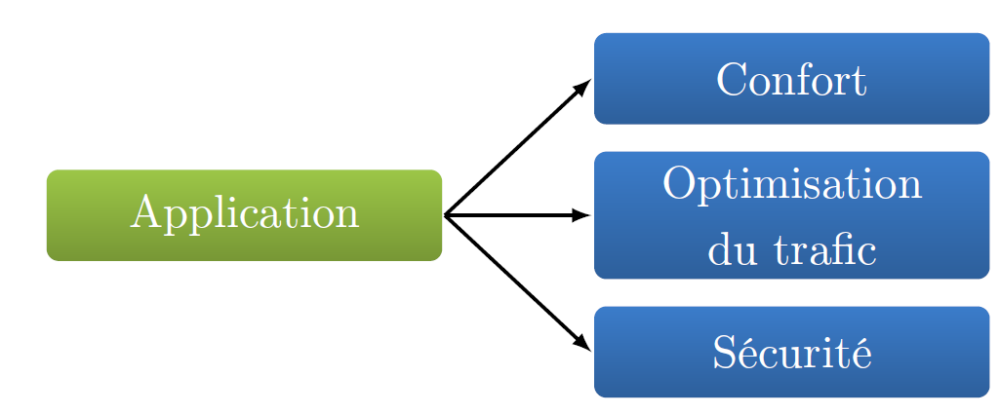 Application
Confort
Optimisation
du trafic
Sécurité